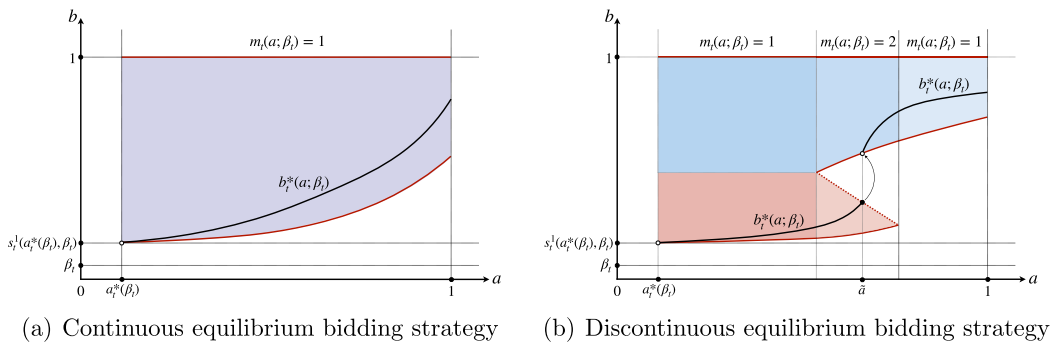 b
m_t(a; β_t) = 1
1
b_t*(a; β_t)
s_t^1(a_t*(β_t), β_t)
β_t
0
a_t*(β_t)
1
a
(a) Continuous equilibrium bidding strategy
b
m_t(a; β_t) = 1 m_t(a; β_t) = 2 m_t(a; β_t) = 1
1
b_t*(a; β_t)
b_t*(a; β_t)
s_t^1(a_t*(β_t), β_t)
β_t
0
a_t*(β_t)
ã
1
a
(b) Discontinuous equilibrium bidding strategy